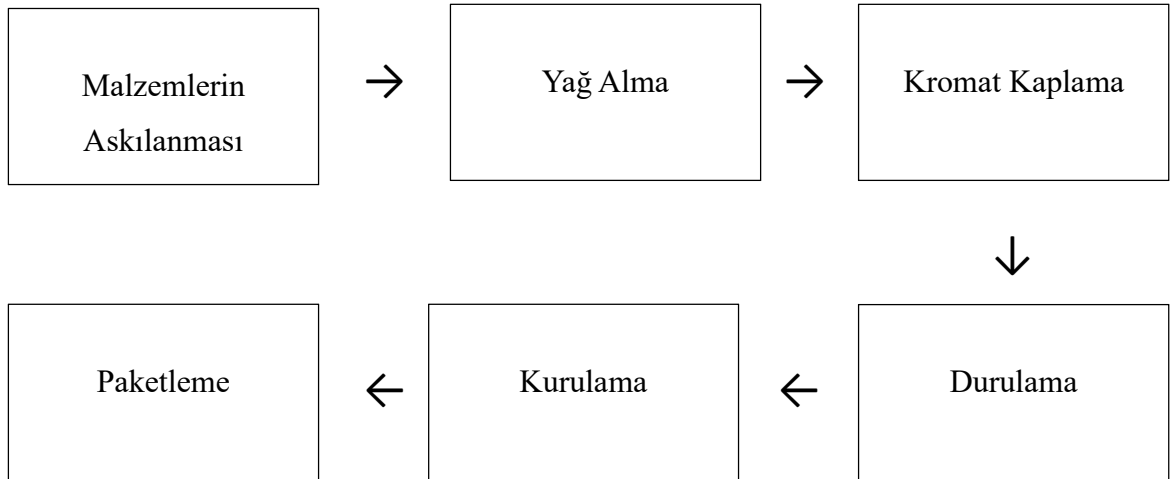 Malzemlerin
Askılanması
Yağ Alma
Kromat Kaplama
Durulama
Kurulama
Paketleme